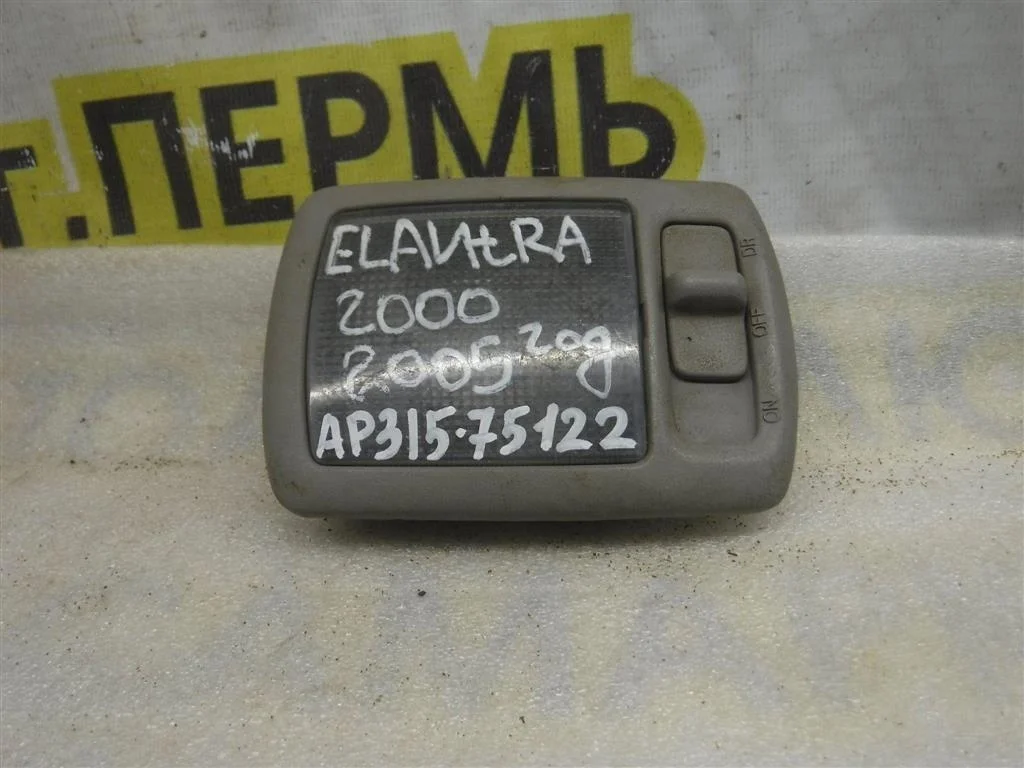 г.ПЕРМЬ
ELANtRA
2000
2005 год
AP315.75122
DR
OFF
ON